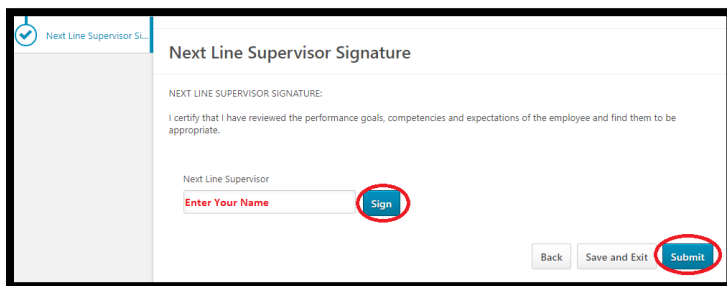 Next Line Supervisor Si...
Next Line Supervisor Signature
NEXT LINE SUPERVISOR SIGNATURE:
I certify that I have reviewed the performance goals, competencies and expectations of the employee and find them to be
appropriate.
Next Line Supervisor
Enter Your Name
Sign
Back
Save and Exit
Submit